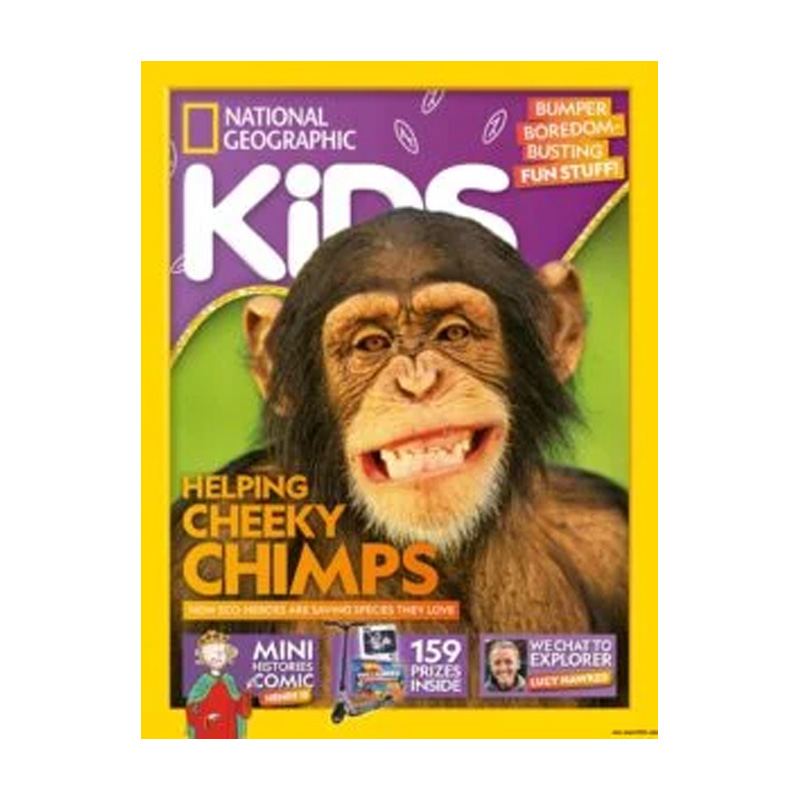 NATIONAL
GEOGRAPHIC
KiDS
BUMPER
BOREDOM-
BUSTING
FUN STUFF!
HELPING
CHEEKY
CHIMPS
HOW ECO HEROES ARE SAVING SPECIES THEY LOVE
MINI
HISTORIES
COMIC
159
PRIZES
INSIDE
WE CHAT TO
EXPLORER
LUCY HAWKES